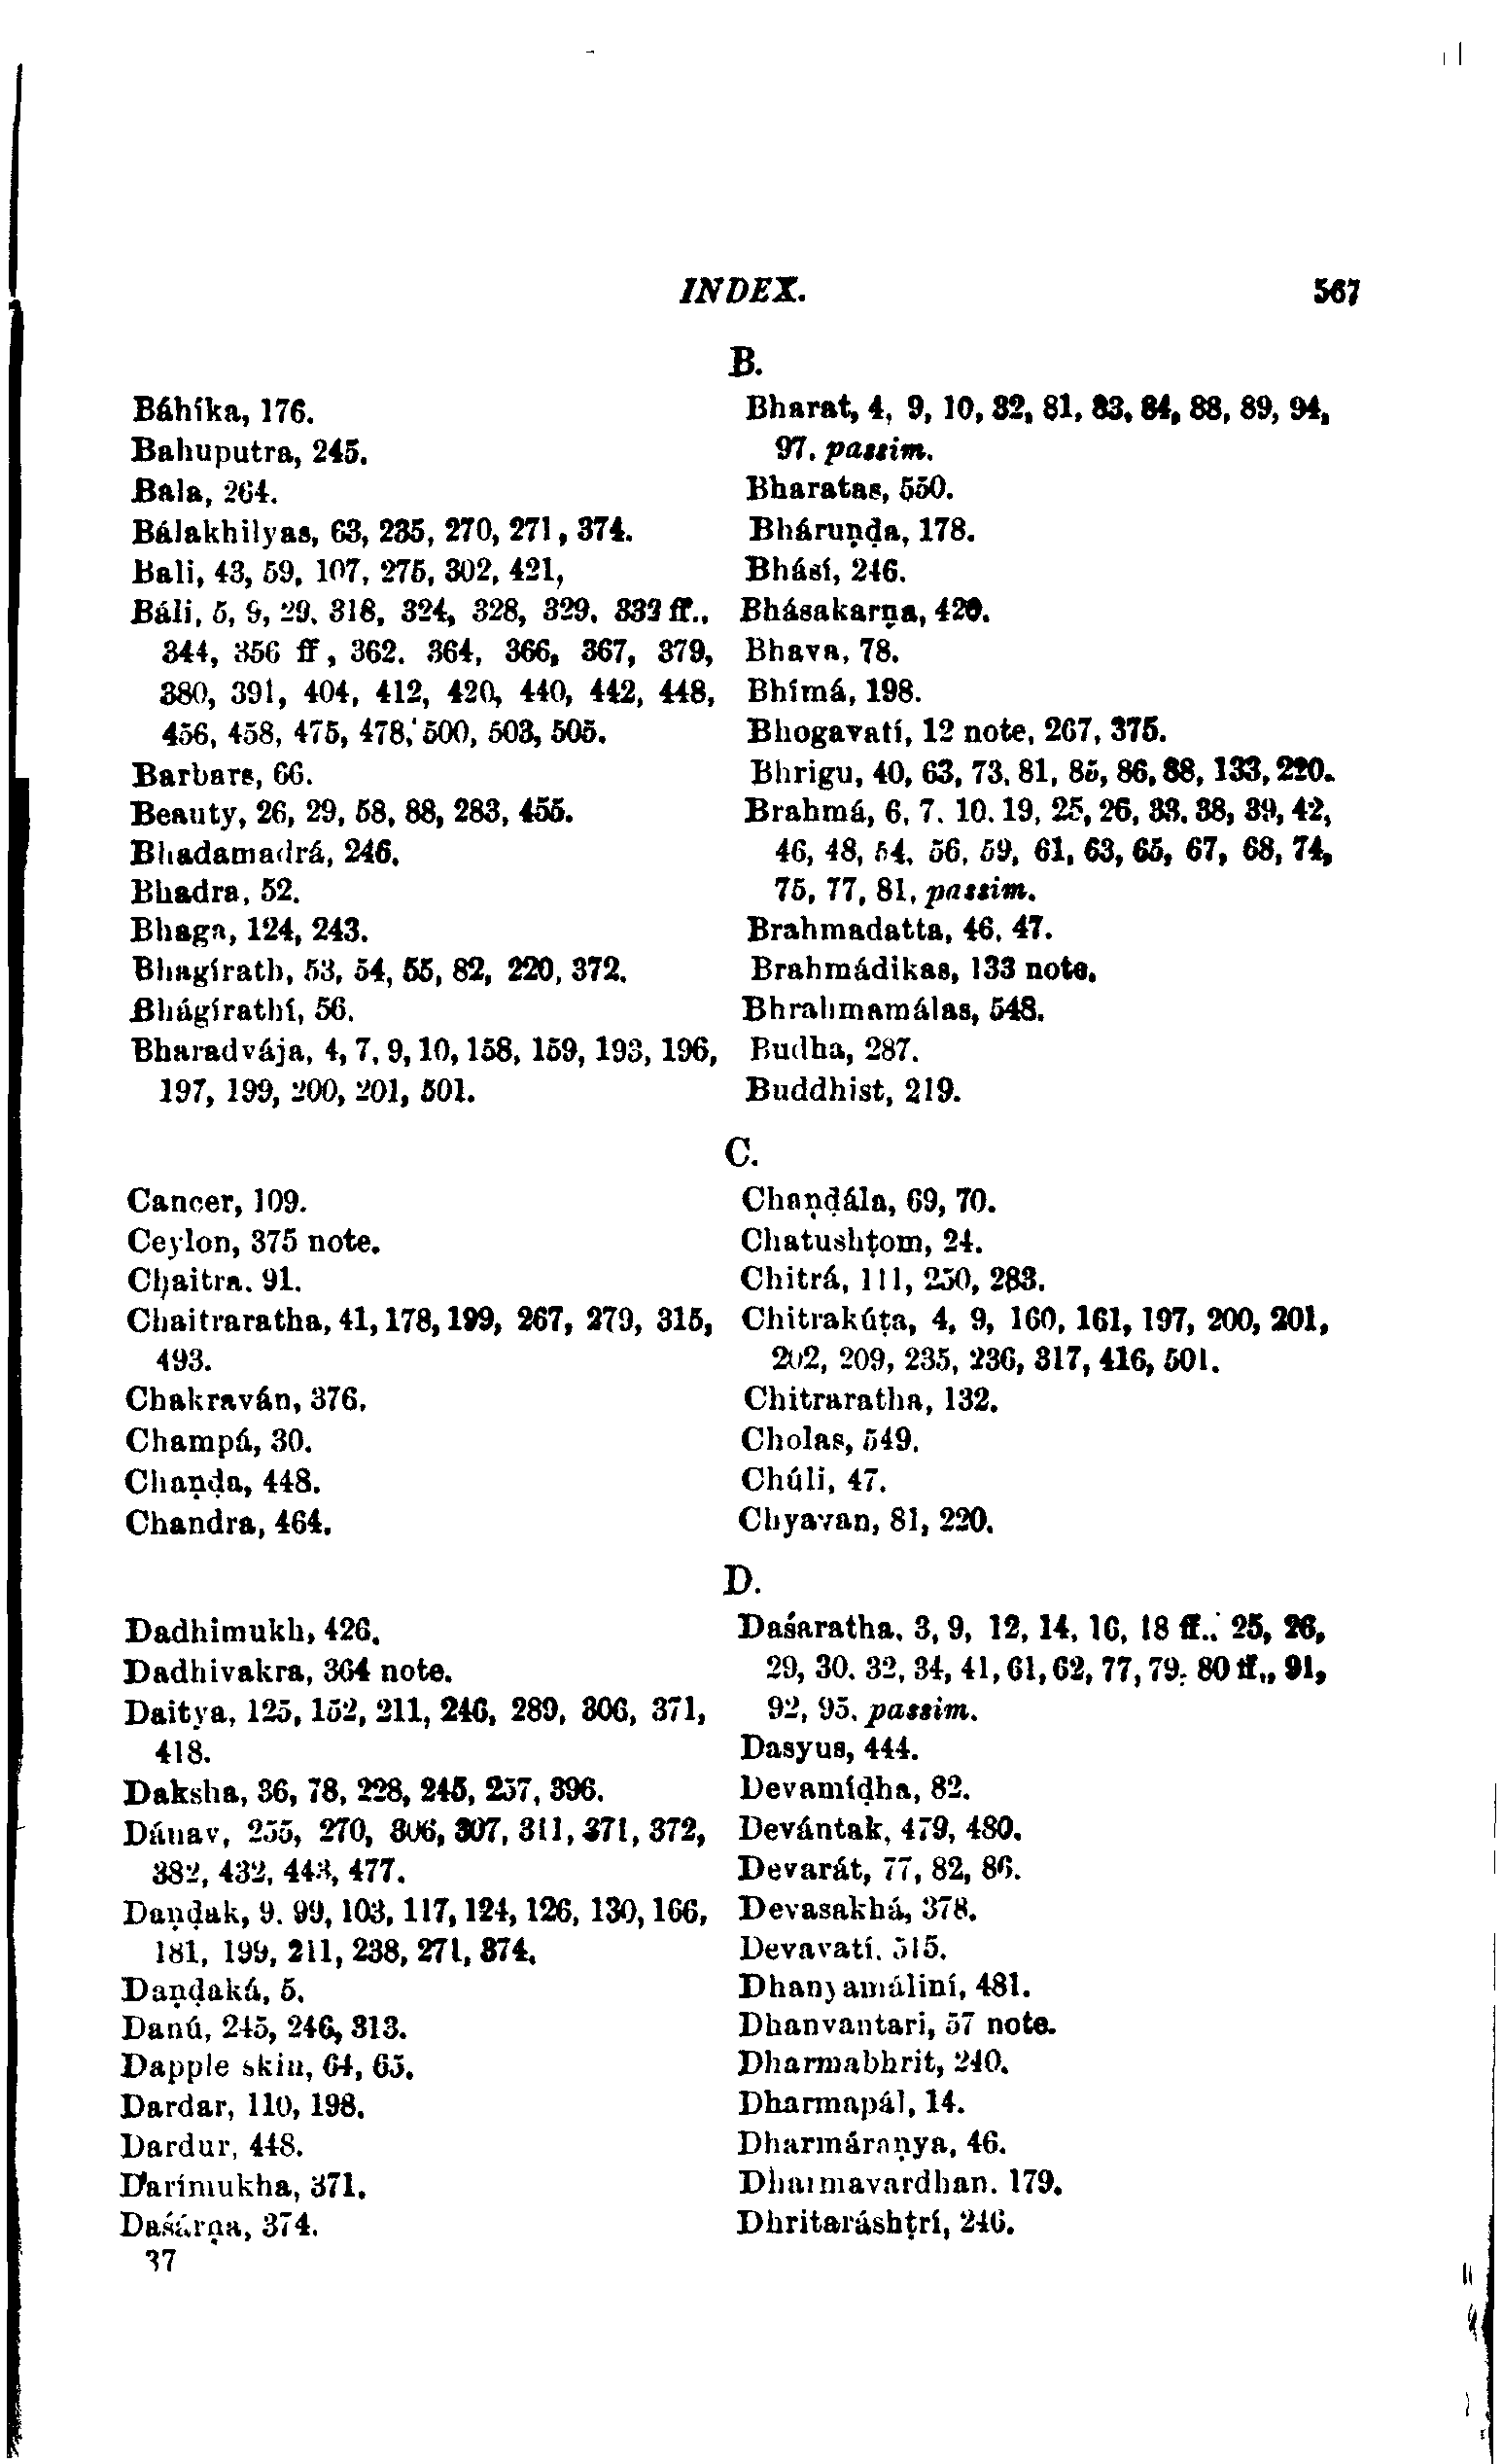 INDEX. 567
B.
Báhíka, 176.
Bahuputra, 245.
Bala, 264.
Bálakhilyas, 63, 235, 270, 271, 374.
Bali, 43, 59, 107, 275, 302, 421,
Báli, 5, 9, 29, 318, 324, 328, 329, 333 ff.,
344, 356 ff, 362. 364, 366, 367, 379,
380, 391, 404, 412, 420, 440, 442, 448,
456, 458, 475, 478, 500, 503, 505.
Barbars, 66.
Beauty, 26, 29, 58, 88, 283, 455.
Bhadamadrá, 246.
Bhadra, 52.
Bhaga, 124, 243.
Bhagírath, 53, 54, 55, 82, 220, 372.
Bhágírathí, 56.
Bharadvája, 4, 7, 9, 10, 158, 159, 193, 196,
197, 199, 200, 201, 501.
Bharat, 4, 9, 10, 32, 81, 83, 84, 88, 89, 94,
97. passim.
Bharatas, 550.
Bháruṇḍa, 178.
Bhásí, 246.
Bhásakarṇa, 420.
Bhava, 78.
Bhímá, 198.
Bhogavatí, 12 note, 267, 375.
Bhrigu, 40, 63, 73, 81, 85, 86, 88, 133, 220.
Brahmá, 6, 7. 10. 19, 25, 26, 33, 38, 39, 42,
46, 48, 54, 56, 59, 61, 63, 65, 67, 68, 74,
75, 77, 81, passim.
Brahmadatta, 46, 47.
Brahmádikas, 133 note.
Bhrahmamálas, 548.
Budha, 287.
Buddhist, 219.
C.
Cancer, 109.
Ceylon, 375 note.
Chaitra. 91.
Chaitraratha, 41, 178, 199, 267, 279, 315,
493.
Chakraván, 376.
Champá, 30.
Chaṇḍa, 448.
Chandra, 464.
Chaṇḍála, 69, 70.
Chatushṭom, 24.
Chitrá, 111, 250, 283.
Chitrakúṭa, 4, 9, 160, 161, 197, 200, 201,
202, 209, 235, 236, 317, 416, 501.
Chitraratha, 132.
Cholas, 549.
Chúli, 47.
Chyavan, 81, 220.
D.
Dadhimukh, 426.
Dadhivakra, 364 note.
Daitya, 125, 152, 211, 246, 289, 306, 371,
418.
Daksha, 36, 78, 228, 245, 257, 396.
Dánav, 255, 270, 306, 307, 311, 371, 372,
382, 432, 443, 477.
Daṇḍak, 9. 99, 103, 117, 124, 126, 130, 166,
181, 199, 211, 238, 271, 374.
Daṇḍaká, 5.
Danú, 245, 246, 313.
Dapple skin, 64, 65.
Dardar, 110, 198.
Dardur, 448.
Darímukha, 371.
Daśárṇa, 374.
37
Daśaratha, 3, 9, 12, 14, 16, 18 ff., 25, 26,
29, 30. 32, 34, 41, 61, 62, 77, 79, 80 ff., 91,
92, 95, passim.
Dasyus, 444.
Devamíḍha, 82.
Devántak, 479, 480.
Devarát, 77, 82, 86.
Devasakhá, 378.
Devavatí. 515.
Dhanyamáliní, 481.
Dhanvantari, 57 note.
Dharmabhrit, 240.
Dharmapál, 14.
Dharmáraṇya, 46.
Dharmavardhan. 179.
Dhritaráshṭrí, 246.